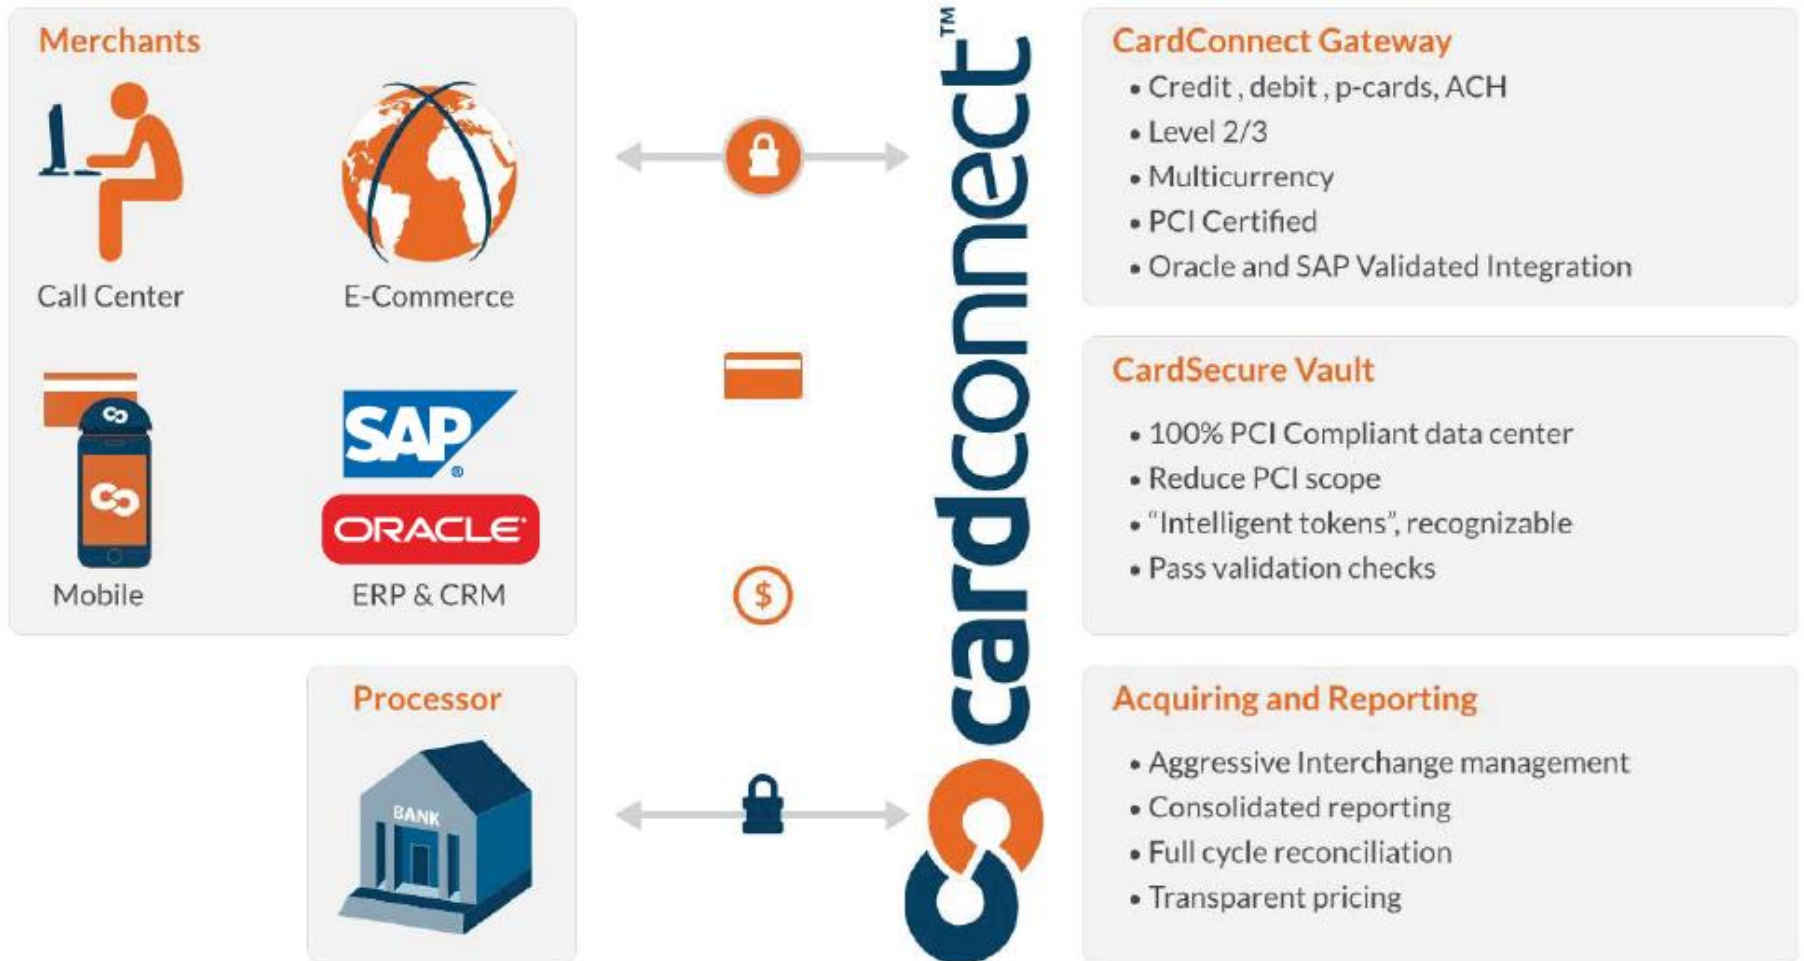 Merchants
Call Center
E-Commerce
SAP®
ORACLE®
Mobile
ERP & CRM
Processor
BANK
$
cardconnect™
CardConnect Gateway
• Credit , debit , p-cards, ACH
• Level 2/3
• Multicurrency
• PCI Certified
• Oracle and SAP Validated Integration
CardSecure Vault
• 100% PCI Compliant data center
• Reduce PCI scope
• “Intelligent tokens”, recognizable
• Pass validation checks
Acquiring and Reporting
• Aggressive Interchange management
• Consolidated reporting
• Full cycle reconciliation
• Transparent pricing